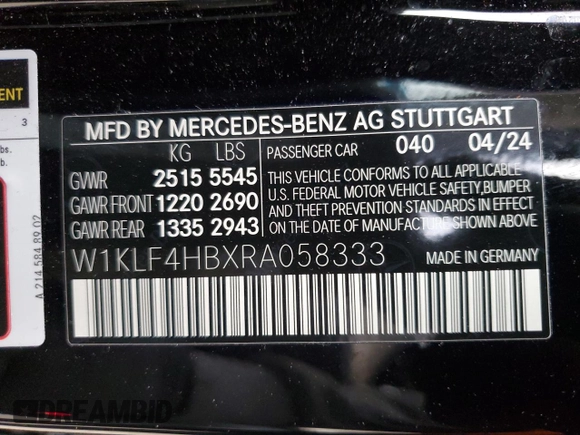 ENT
3
bs.
b.
A 214 584 89 02
MFD BY MERCEDES-BENZ AG STUTTGART
KG LBS
GWWR 2515 5545
GAWR FRONT 1220 2690
GAWR REAR 1335 2943
PASSENGER CAR 040 04/24
THIS VEHICLE CONFORMS TO ALL APPLICABLE
U.S. FEDERAL MOTOR VEHICLE SAFETY,BUMPER
AND THEFT PREVENTION STANDARDS IN EFFECT
ON THE DATE OF MANUFACTURE SHOWN ABOVE.
W1KLF4HBXRA058333
MADE IN GERMANY
DREAMBID